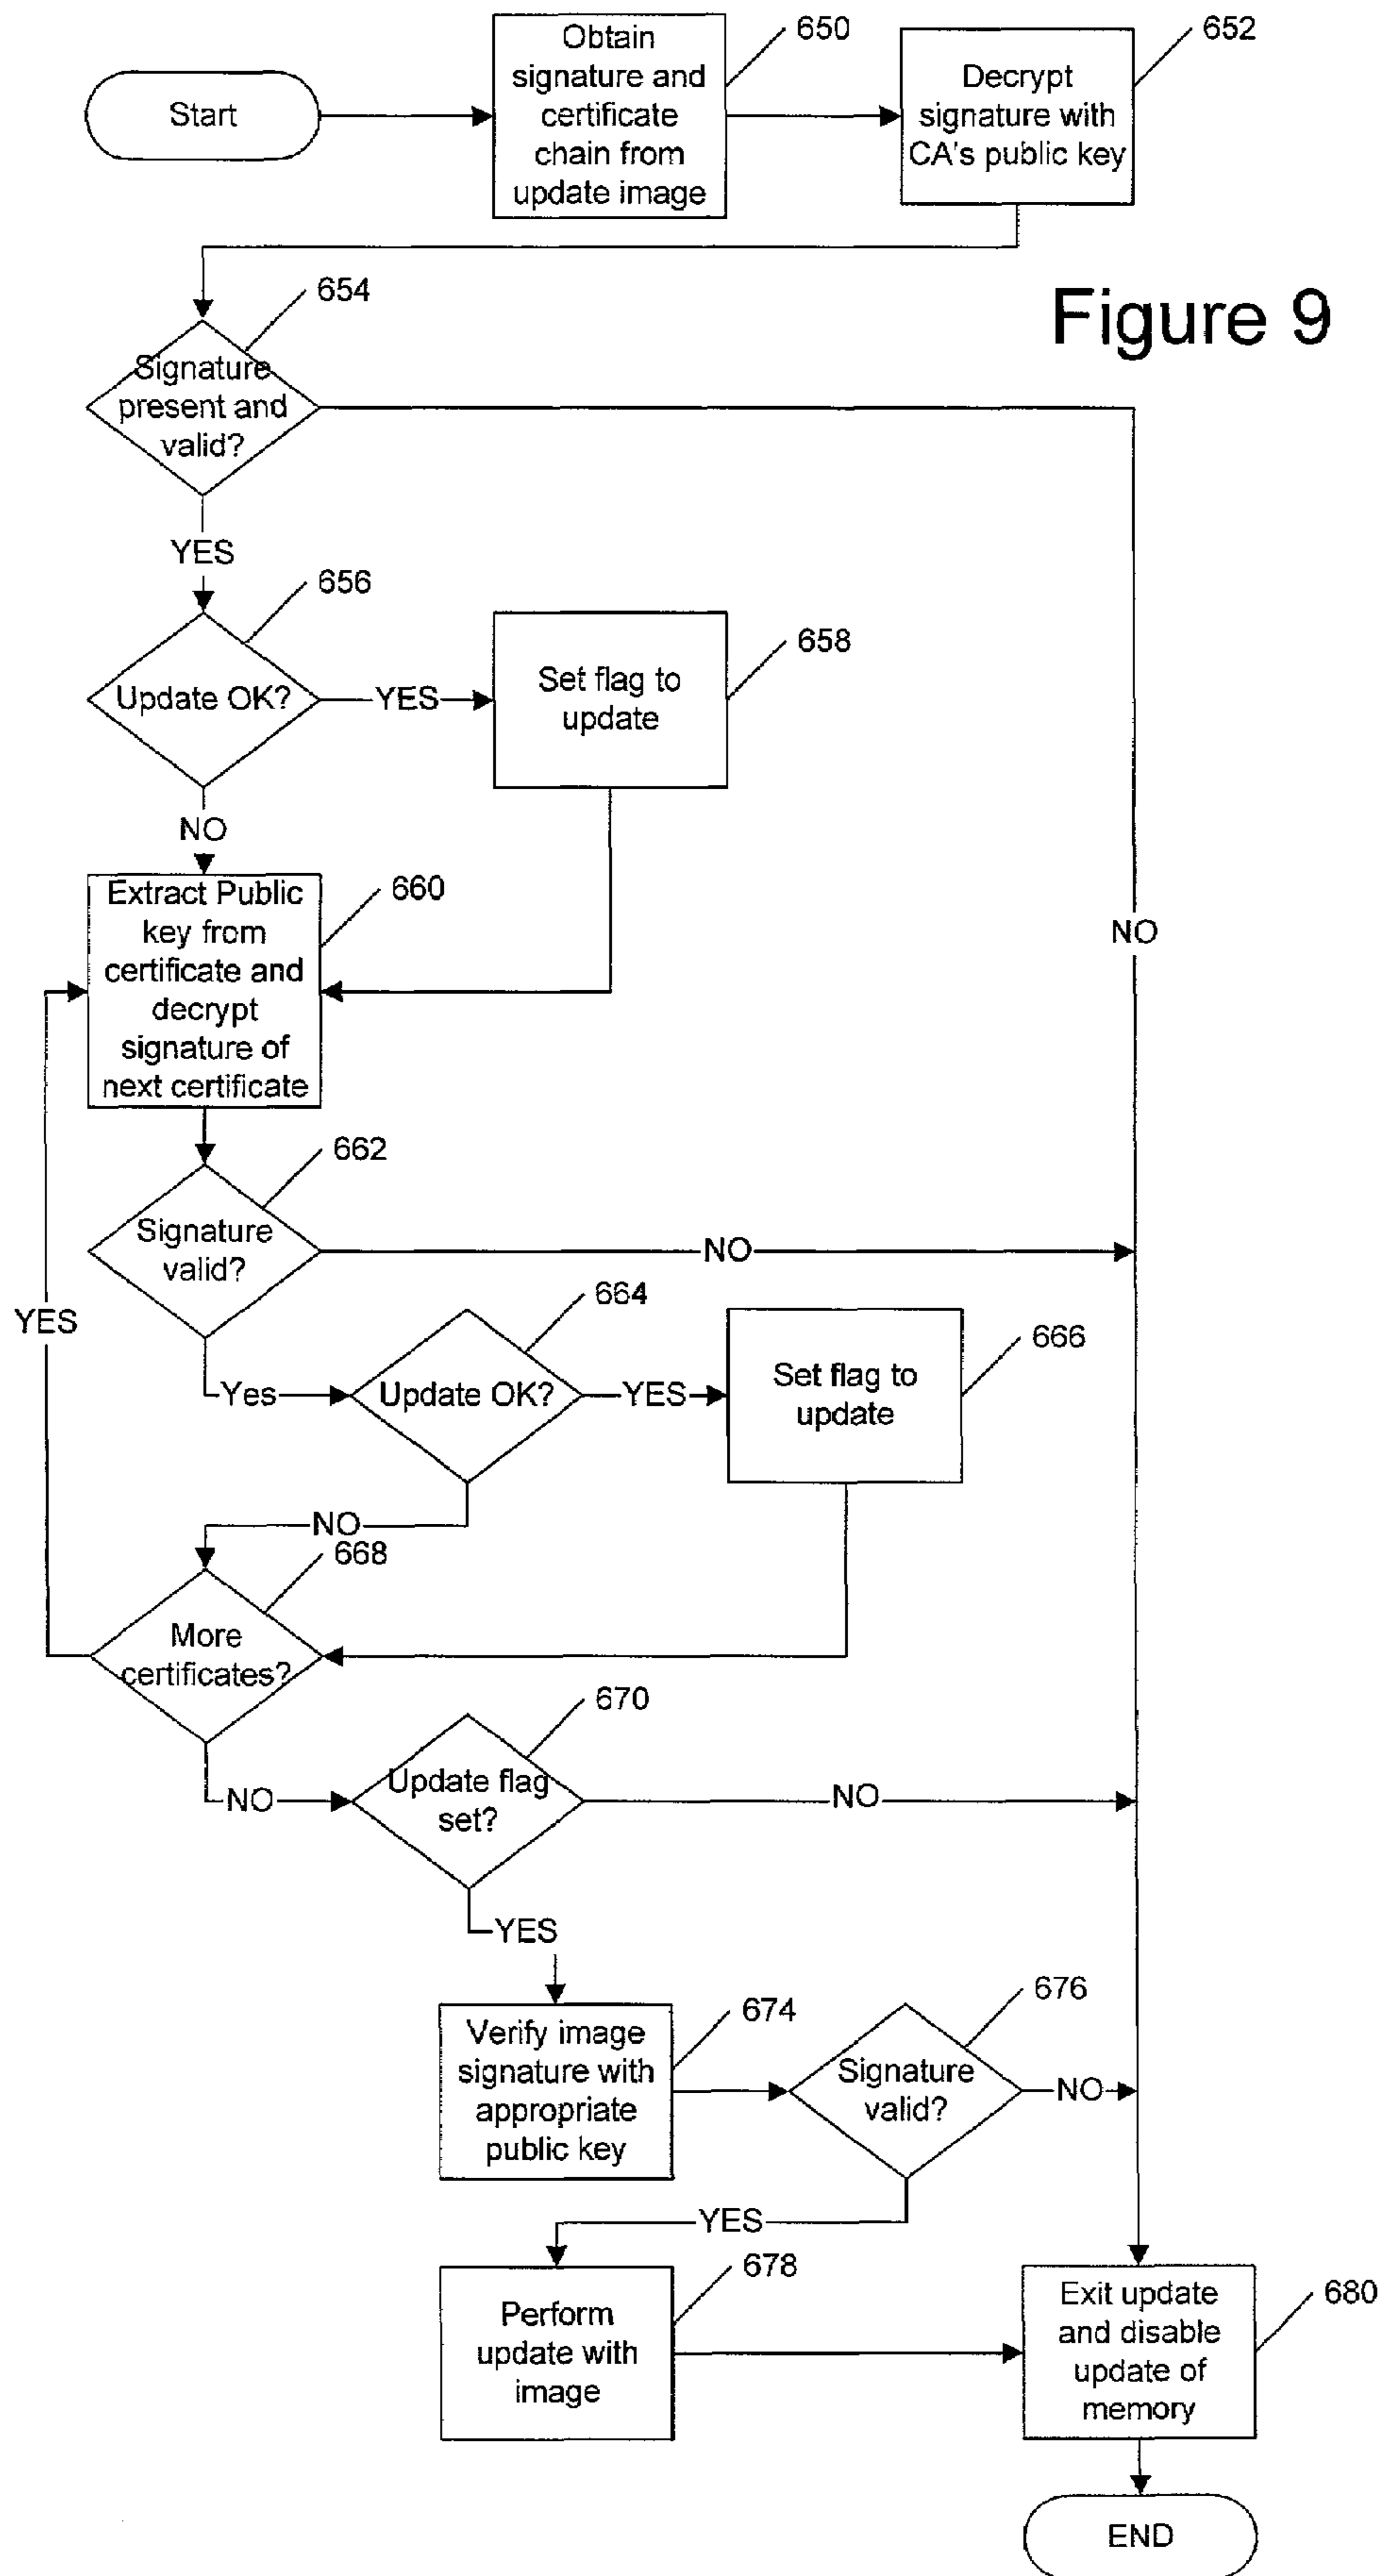 Start
Obtain
signature and
certificate
chain from
update image
650
Decrypt
signature with
CA's public key
652
Figure 9
654
Signature
present and
valid?
YES
656
Update OK?
YES
658
Set flag to
update
NO
660
Extract Public
key from
certificate and
decrypt
signature of
next certificate
NO
662
Signature
valid?
NO
YES
664
Yes
Update OK?
YES
666
Set flag to
update
NO
668
More
certificates?
670
NO
Update flag
set?
NO
YES
674
Verify image
signature with
appropriate
public key
676
Signature
valid?
NO
YES
678
Perform
update with
image
680
Exit update
and disable
update of
memory
END